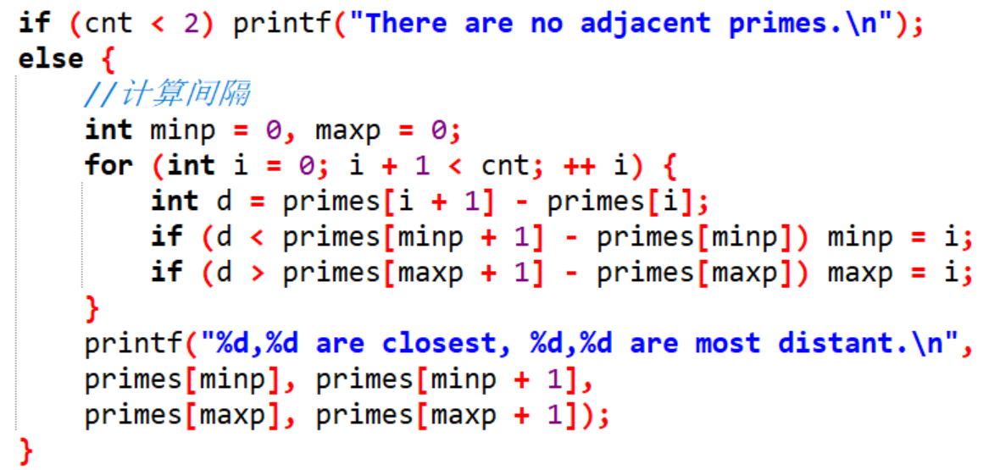 if (cnt < 2) printf("There are no adjacent primes.\n");
else {
    //计算间隔
    int minp = 0, maxp = 0;
    for (int i = 0; i + 1 < cnt; ++ i) {
        int d = primes[i + 1] - primes[i];
        if (d < primes[minp + 1] - primes[minp]) minp = i;
        if (d > primes[maxp + 1] - primes[maxp]) maxp = i;
    }
    printf("%d,%d are closest, %d,%d are most distant.\n",
    primes[minp], primes[minp + 1],
    primes[maxp], primes[maxp + 1]);
}